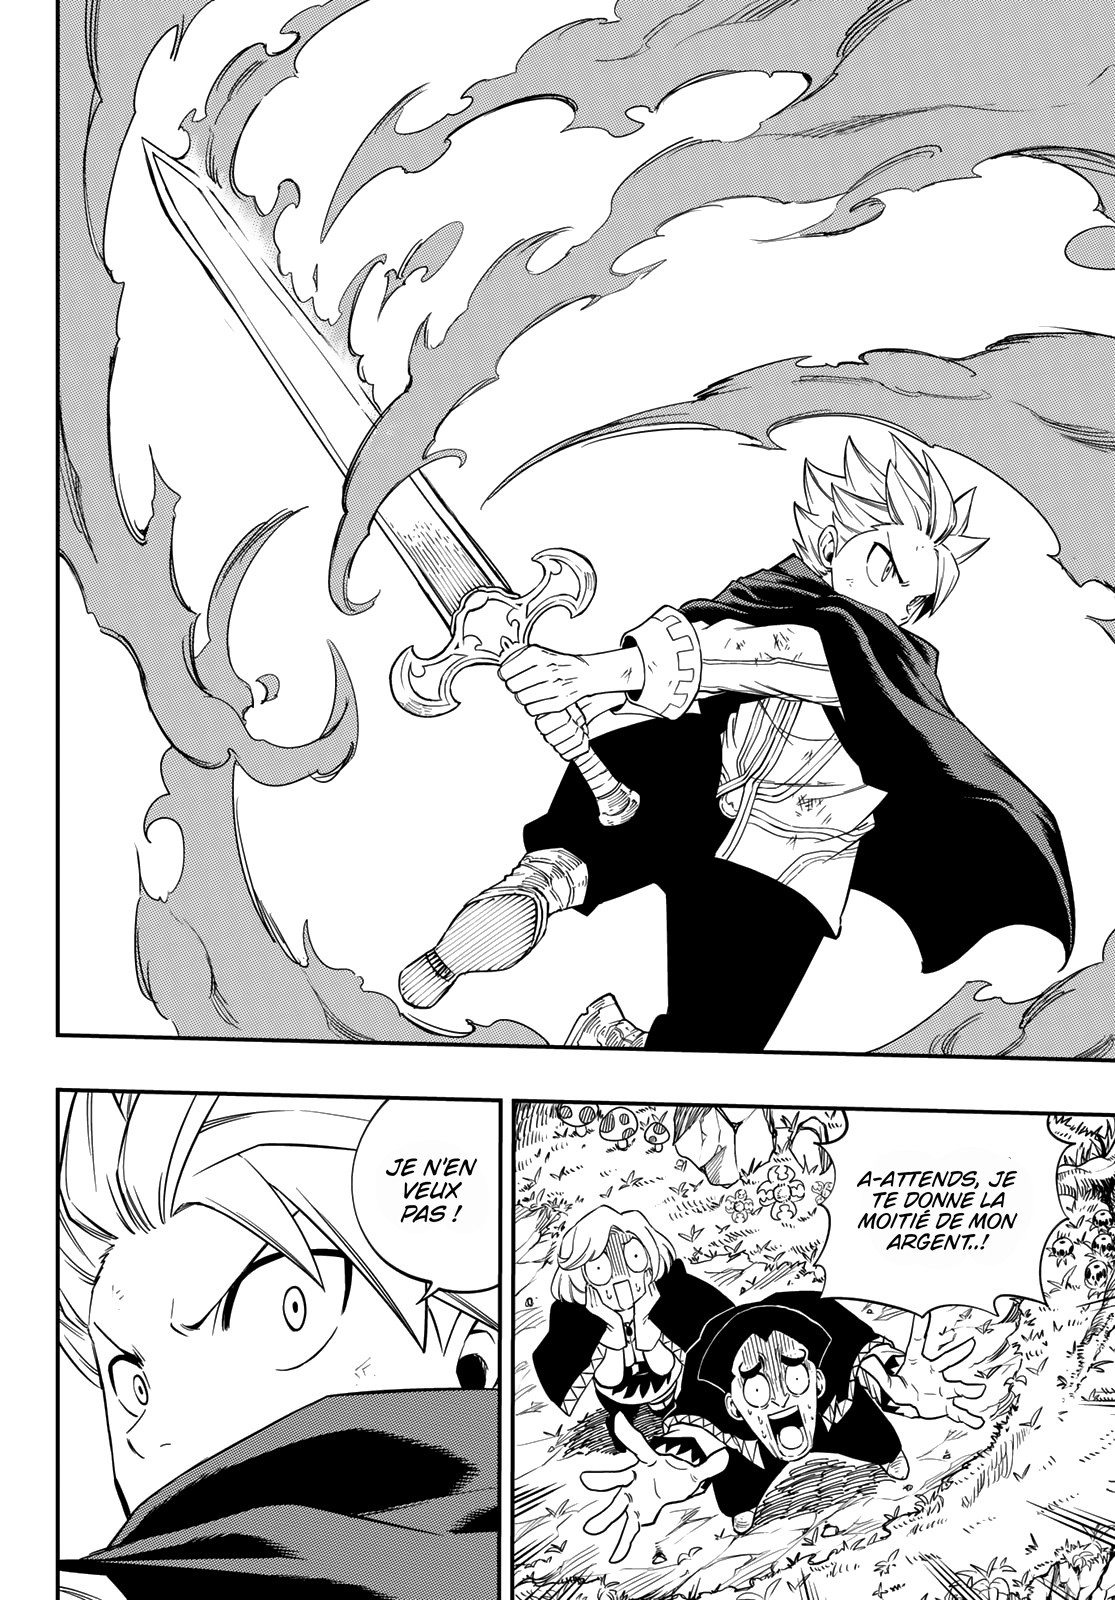 A-ATTENDS, JE
TE DONNE LA
MOITIÉ DE MON
ARGENT..!
JE N'EN
VEUX
PAS !